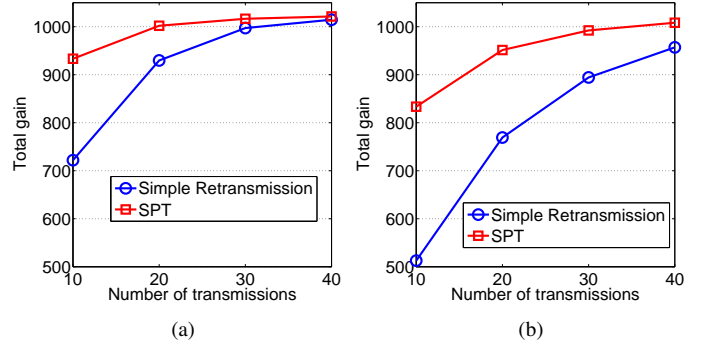 1000
900
800
700
600
500
10
20
30
40
Total gain
Number of transmissions
Simple Retransmission
SPT
(a)
1000
900
800
700
600
500
10
20
30
40
Total gain
Number of transmissions
Simple Retransmission
SPT
(b)